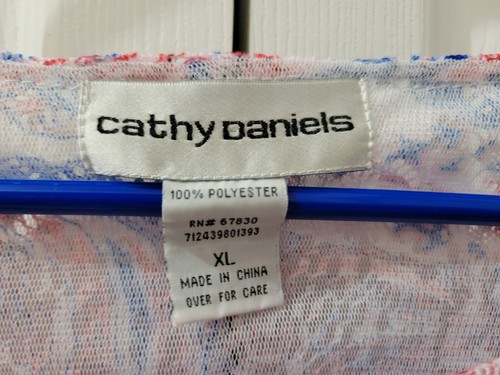 cathy Daniels
100% POLYESTER
RN# 67830
712439801393
XL
MADE IN CHINA
OVER FOR CARE